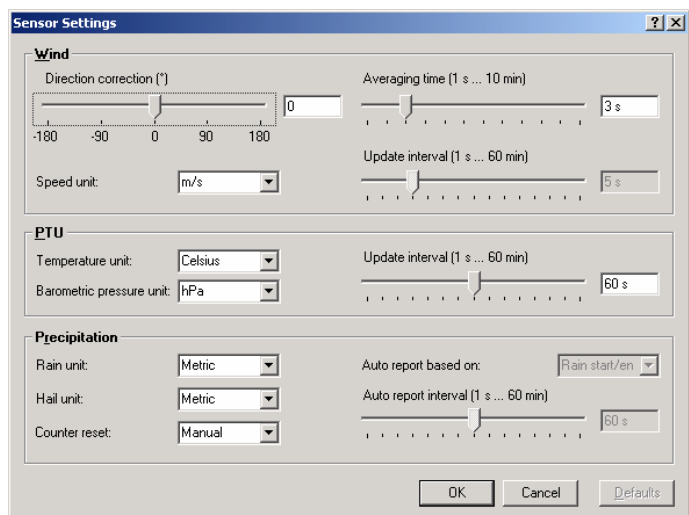 Sensor Settings
Wind
Direction correction (°)
0
-180 -90 0 90 180
Averaging time (1 s ... 10 min)
3 s
Speed unit: m/s
Update interval (1 s ... 60 min)
5 s
PTU
Temperature unit: Celsius
Barometric pressure unit: hPa
Update interval (1 s ... 60 min)
60 s
Precipitation
Rain unit: Metric
Hail unit: Metric
Counter reset: Manual
Auto report based on: Rain start/en
Auto report interval (1 s ... 60 min)
60 s
OK Cancel Defaults